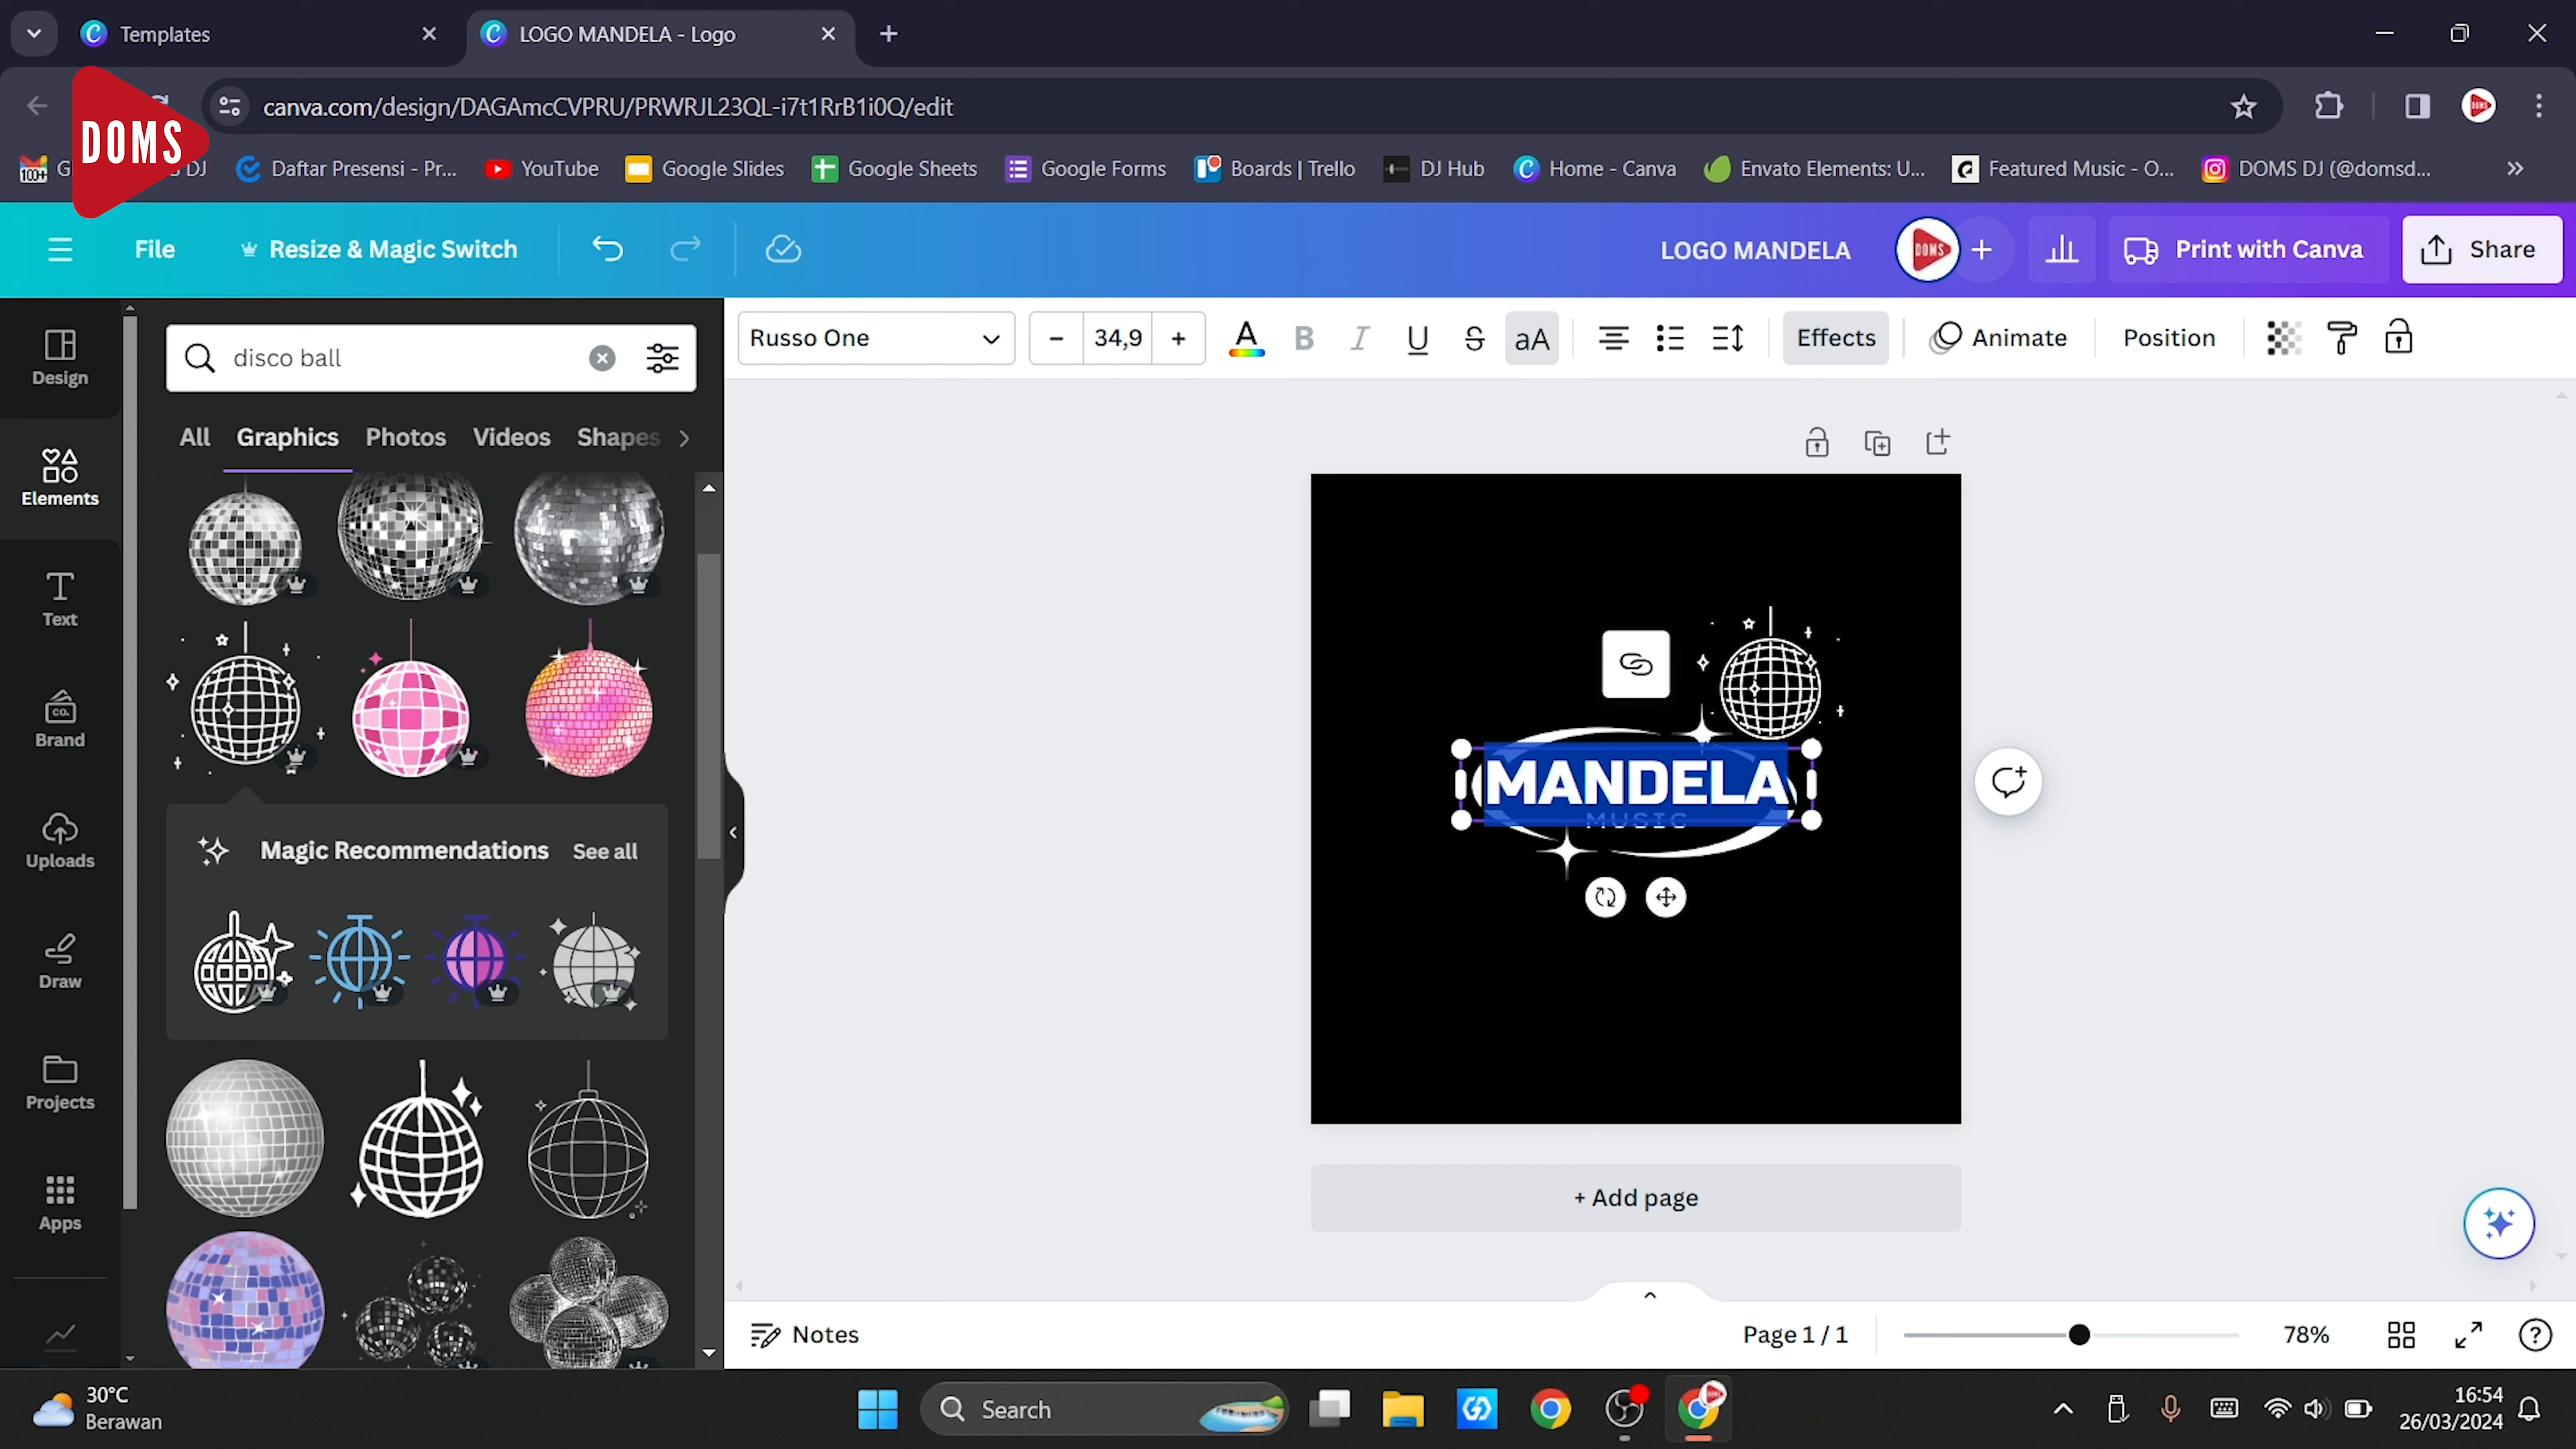 Templates
LOGO MANDELA - Logo
canva.com/design/DAGAmcCVPRU/PRWRJL23QL-i7t1RrB1i0Q/edit
DOMS
DJ
Daftar Presensi - Pr...
YouTube
Google Slides
Google Sheets
Google Forms
Boards | Trello
DJ Hub
Home - Canva
Envato Elements: U...
Featured Music - O...
DOMS DJ (@domsd...
File
Resize & Magic Switch
LOGO MANDELA
DOMS
Print with Canva
Share
Design
Elements
Text
Brand
Uploads
Draw
Projects
Apps
disco ball
All
Graphics
Photos
Videos
Shapes
Magic Recommendations
See all
Russo One
34,9
Effects
Animate
Position
MANDELA
MUSIC
+ Add page
Notes
Page 1 / 1
78%
30°C
Berawan
Search
16:54
26/03/2024